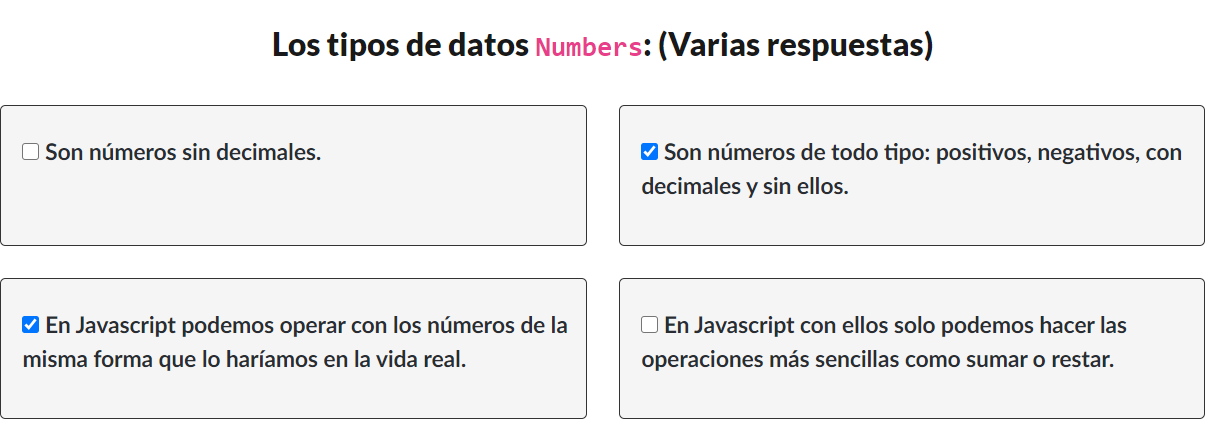 Los tipos de datos Numbers: (Varias respuestas)
Son números sin decimales.
Son números de todo tipo: positivos, negativos, con
decimales y sin ellos.
En Javascript podemos operar con los números de la
misma forma que lo haríamos en la vida real.
En Javascript con ellos solo podemos hacer las
operaciones más sencillas como sumar o restar.